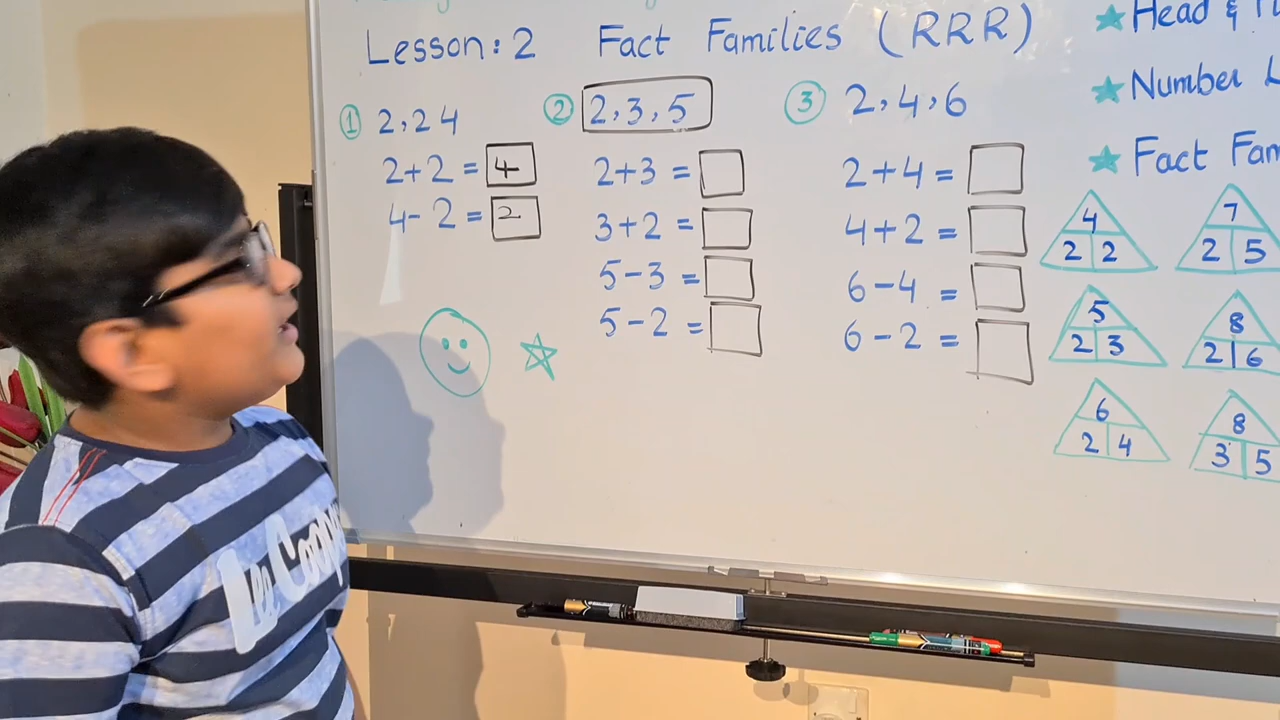 Lesson: 2 Fact Families (RRR)
① 2,2 4
2+2 = 4
4- 2 = 2
② 2,3,5
2+3 =
3+2 =
5-3 =
5-2 =
③ 2,4,6
2+4 =
4+2 =
6-4 =
6-2 =
★ Head &
★ Number
★ Fact
4
2 2
7
2 5
5
2 3
8
2 6
6
2 4
8
3 5
Lee Cooper